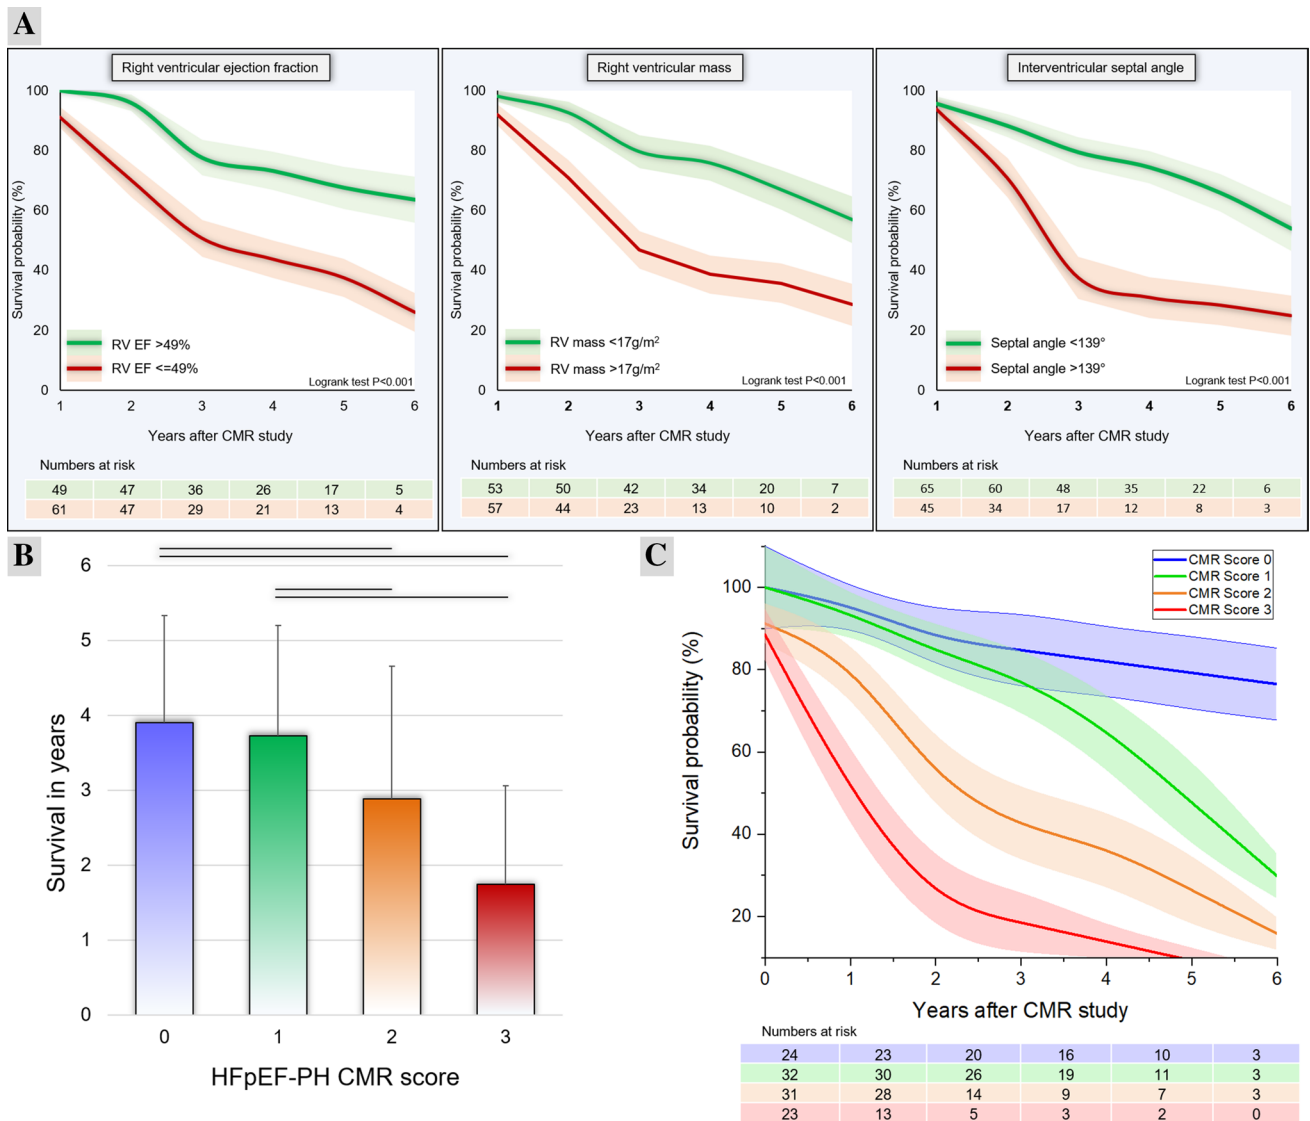 A
Right ventricular ejection fraction
100
80
60
40
20
0
Survival probability (%)
RV EF >49%
RV EF <=49%
Logrank test P<0.001
1 2 3 4 5 6
Years after CMR study
Numbers at risk
49 47 36 26 17 5
61 47 29 21 13 4
Right ventricular mass
100
80
60
40
20
0
Survival probability (%)
RV mass <17g/m²
RV mass >17g/m²
Logrank test P<0.001
1 2 3 4 5 6
Years after CMR study
Numbers at risk
53 50 42 34 20 7
57 44 23 13 10 2
Interventricular septal angle
100
80
60
40
20
0
Survival probability (%)
Septal angle <139°
Septal angle >139°
Logrank test P<0.001
1 2 3 4 5 6
Years after CMR study
Numbers at risk
65 60 48 35 22 6
45 34 17 12 8 3
B
6
5
4
3
2
1
0
Survival in years
0 1 2 3
HFpEF-PH CMR score
C
CMR Score 0
CMR Score 1
CMR Score 2
CMR Score 3
100
80
60
40
20
Survival probability (%)
0 1 2 3 4 5 6
Years after CMR study
Numbers at risk
24 23 20 16 10 3
32 30 26 19 11 3
31 28 14 9 7 3
23 13 5 3 2 0